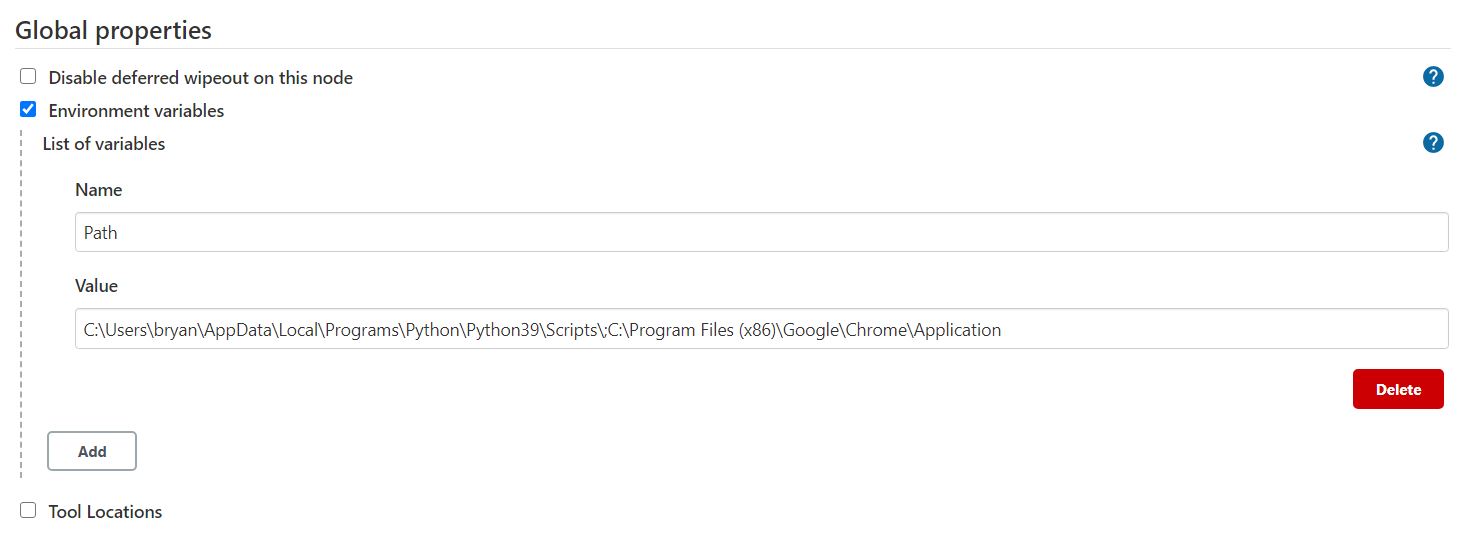 Global properties
Disable deferred wipeout on this node
?
Environment variables
List of variables
?
Name
Path
Value
C:\Users\bryan\AppData\Local\Programs\Python\Python39\Scripts\;C:\Program Files (x86)\Google\Chrome\Application
Delete
Add
Tool Locations